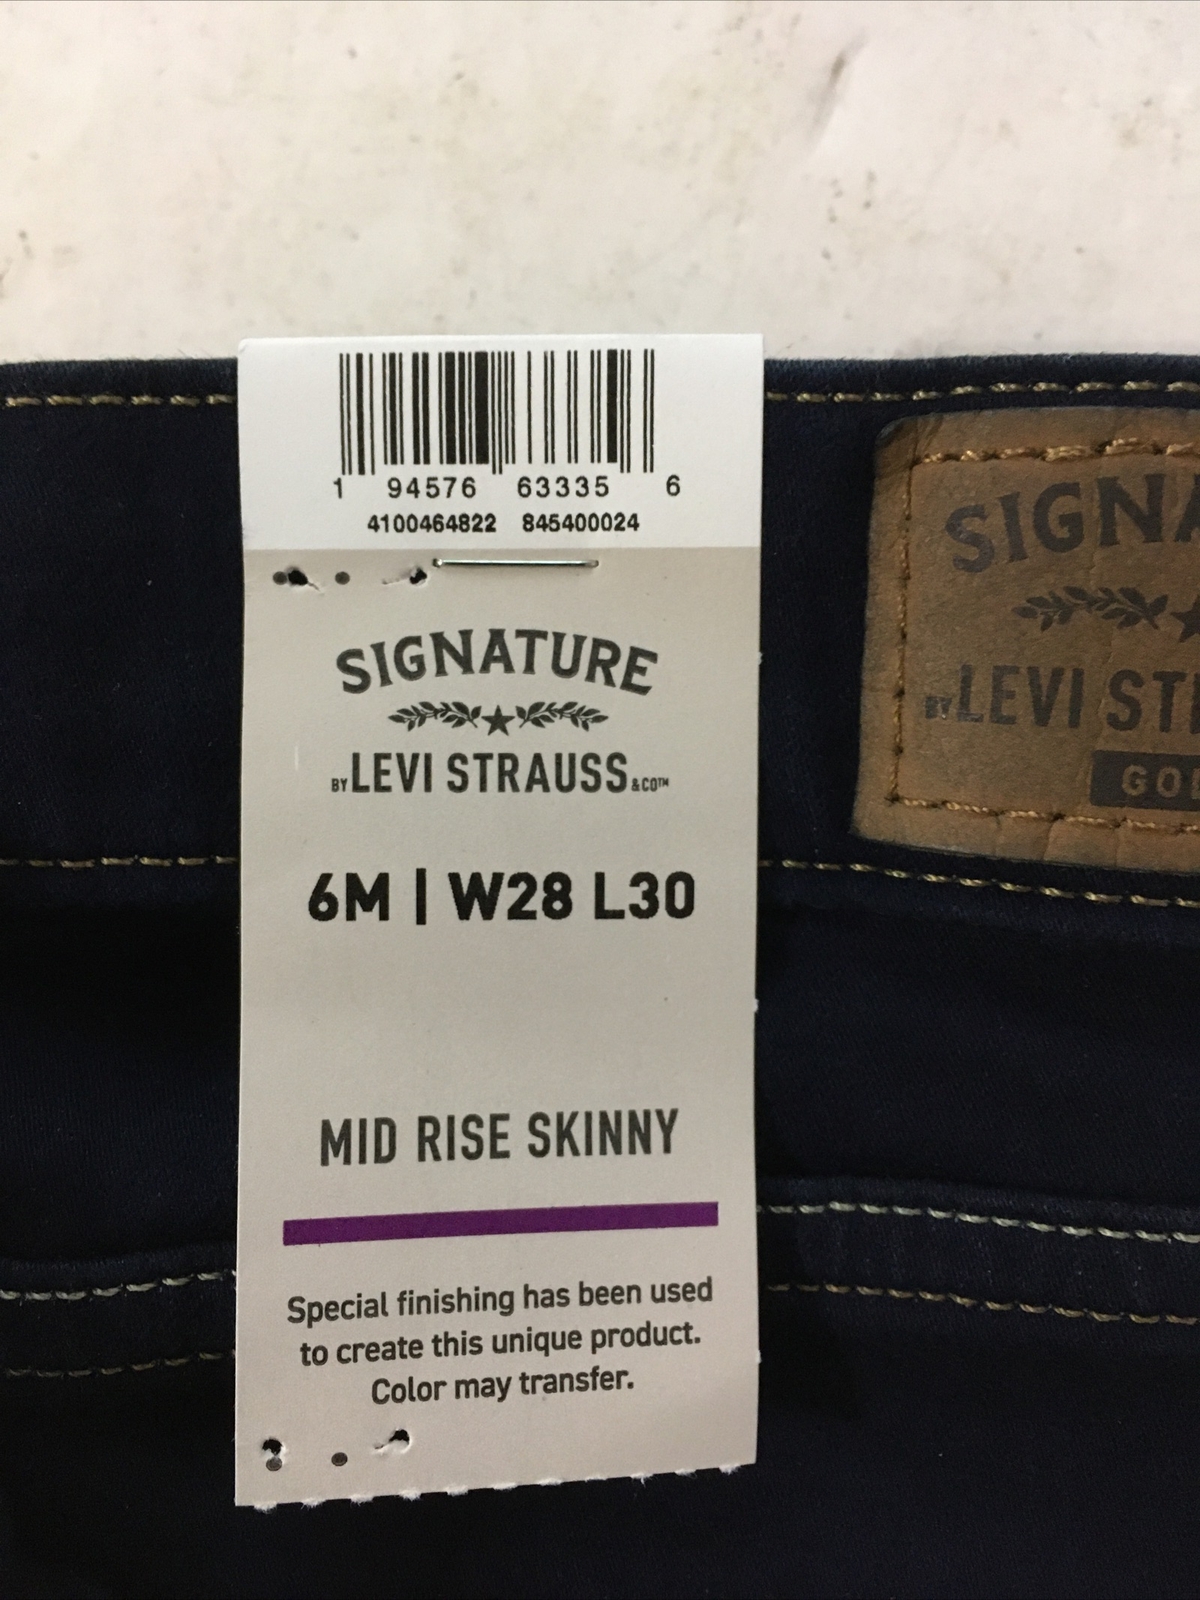 1 94576 63335 6
4100464822 845400024
SIGNATURE
BY LEVI STRAUSS & CO™
6M | W28 L30
MID RISE SKINNY
Special finishing has been used
to create this unique product.
Color may transfer.
SIGNA
BY LEVI ST
GO